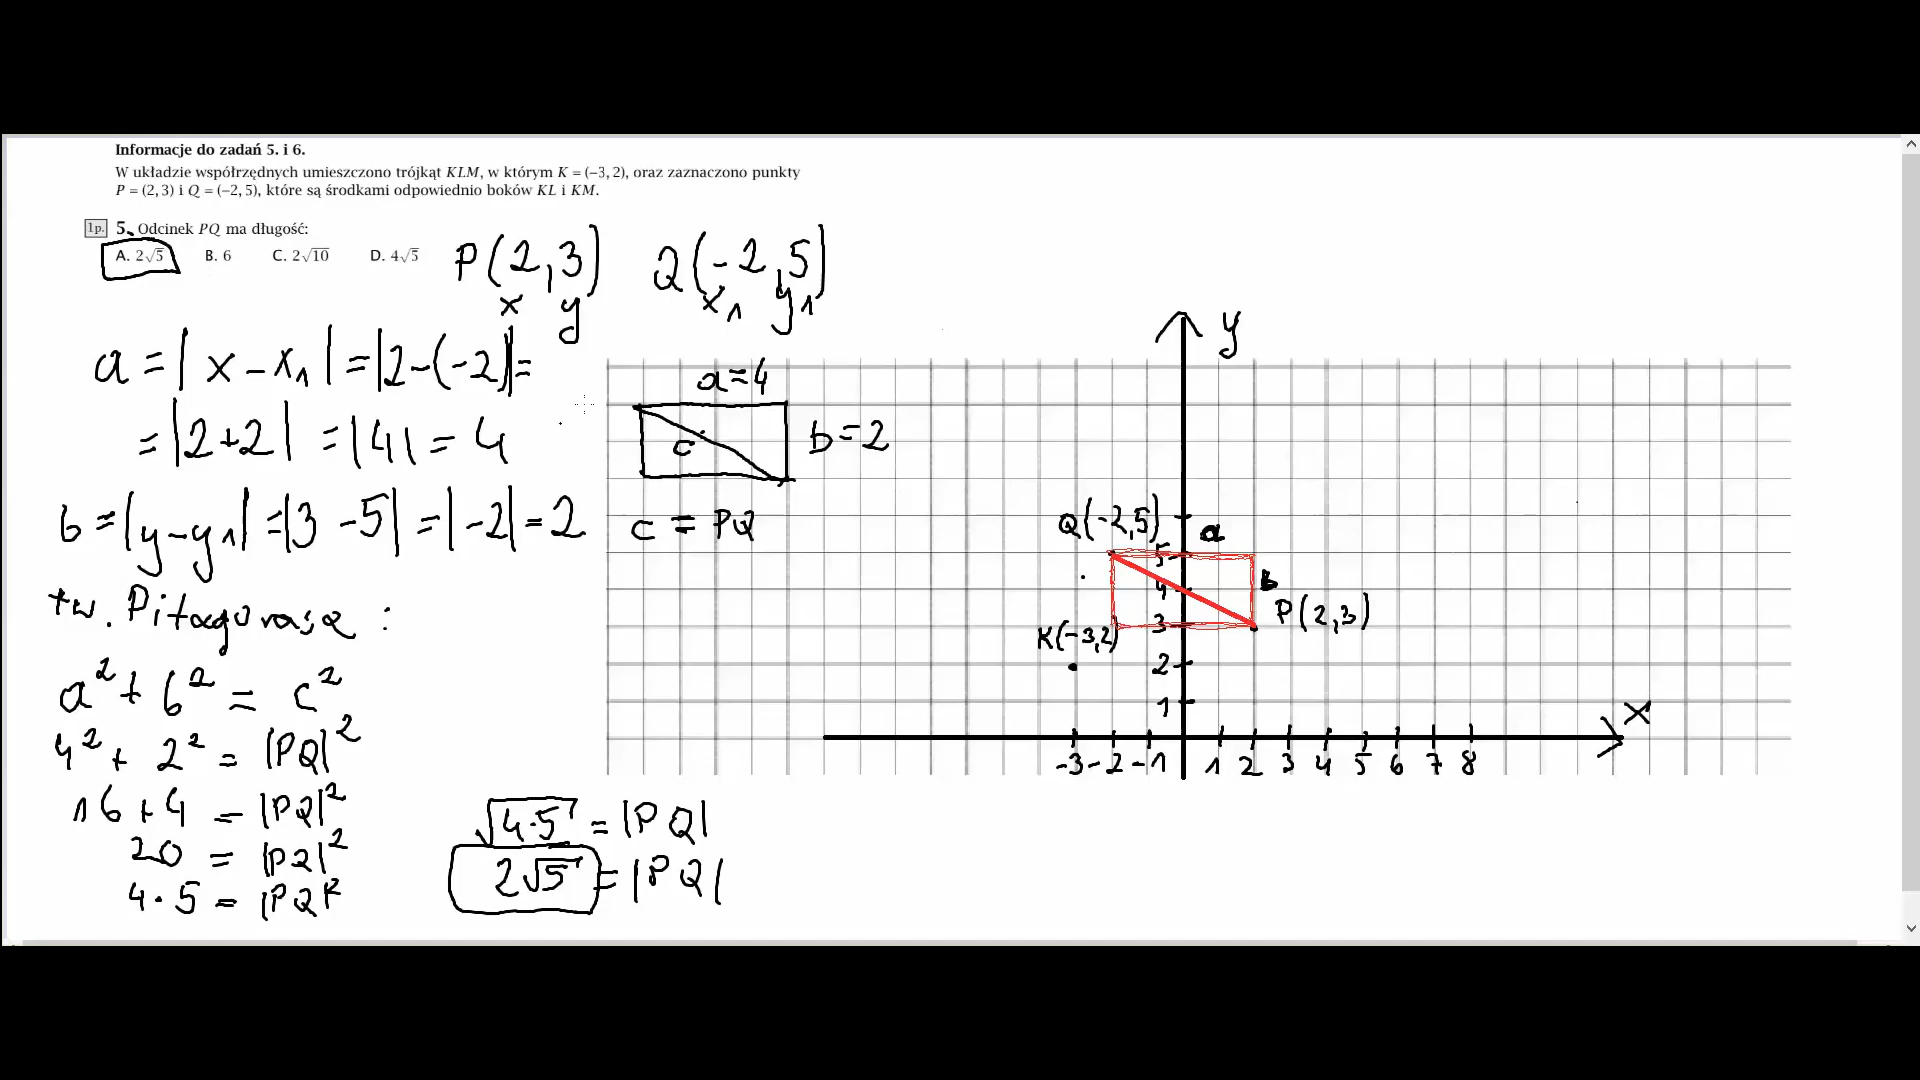 Informacje do zadań 5. i 6.
W układzie współrzędnych umieszczono trójkąt KLM, w którym K = (−3, 2), oraz zaznaczono punkty
P = (2, 3) i Q = (−2, 5), które są środkami odpowiednio boków KL i KM.
1 p. 5. Odcinek PQ ma długość:
A. 2√5 B. 6 C. 2√10 D. 4√5
P(2,3) Q(-2,5)
x y x₁ y₁
a = |x - x₁| = |2-(-2)| =
= |2+2| = |4| = 4
b = |y-y₁| = |3-5| = |-2| = 2
tw. Pitagorasa :
a² + b² = c²
4² + 2² = |PQ|²
16 + 4 = |PQ|²
20 = |PQ|²
4·5 = |PQ|²
√4·5 = |PQ|
2√5 = |PQ|
a=4
c
b=2
c = PQ
y
Q(-2,5)
a
5
b
4
P(2,3)
3
K(-3,2)
2
1
x
-3 -2 -1 1 2 3 4 5 6 7 8